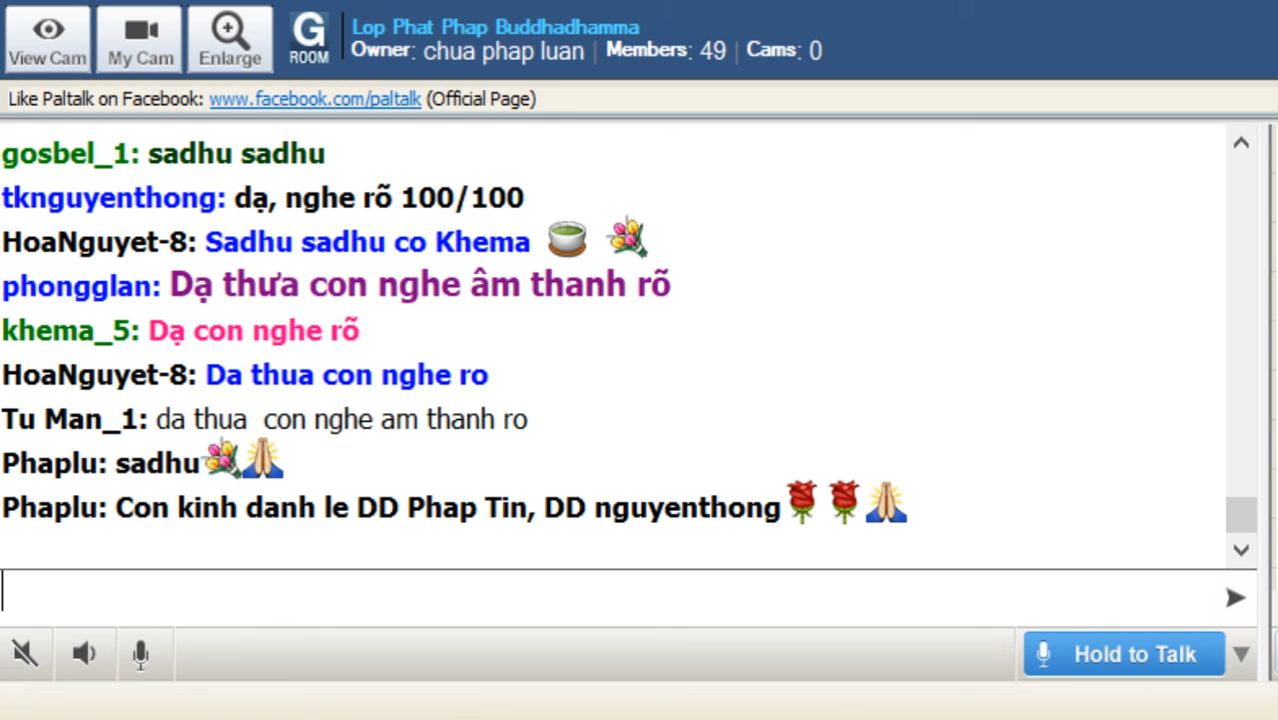 View Cam
My Cam
Enlarge
G
ROOM
Lop Phat Phap Buddhadhamma
Owner: chua phap luan | Members: 49 | Cams: 0
Like Paltalk on Facebook: www.facebook.com/paltalk (Official Page)
gosbel_1: sadhu sadhu
tknguyenthong: dạ, nghe rõ 100/100
HoaNguyet-8: Sadhu sadhu co Khema
phongglan: Dạ thưa con nghe âm thanh rõ
khema_5: Dạ con nghe rõ
HoaNguyet-8: Da thua con nghe ro
Tu Man_1: da thua con nghe am thanh ro
Phaplu: sadhu
Phaplu: Con kinh danh le DD Phap Tin, DD nguyenthong
Hold to Talk